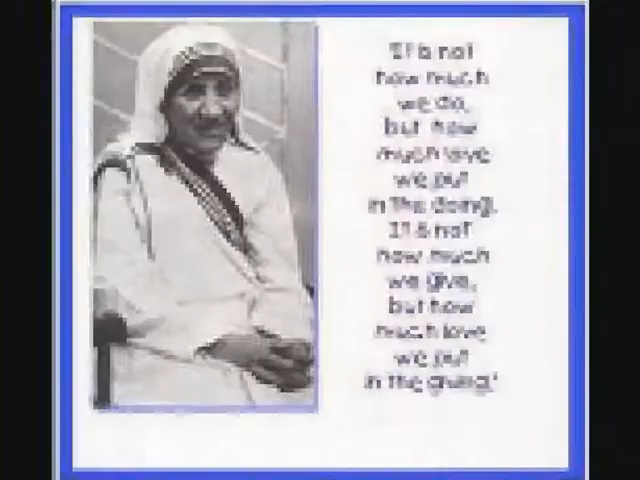 'It is not
how much
we do,
but how
much love
we put
in the doing.
It is not
how much
we give,
but how
much love
we put
in the giving.'